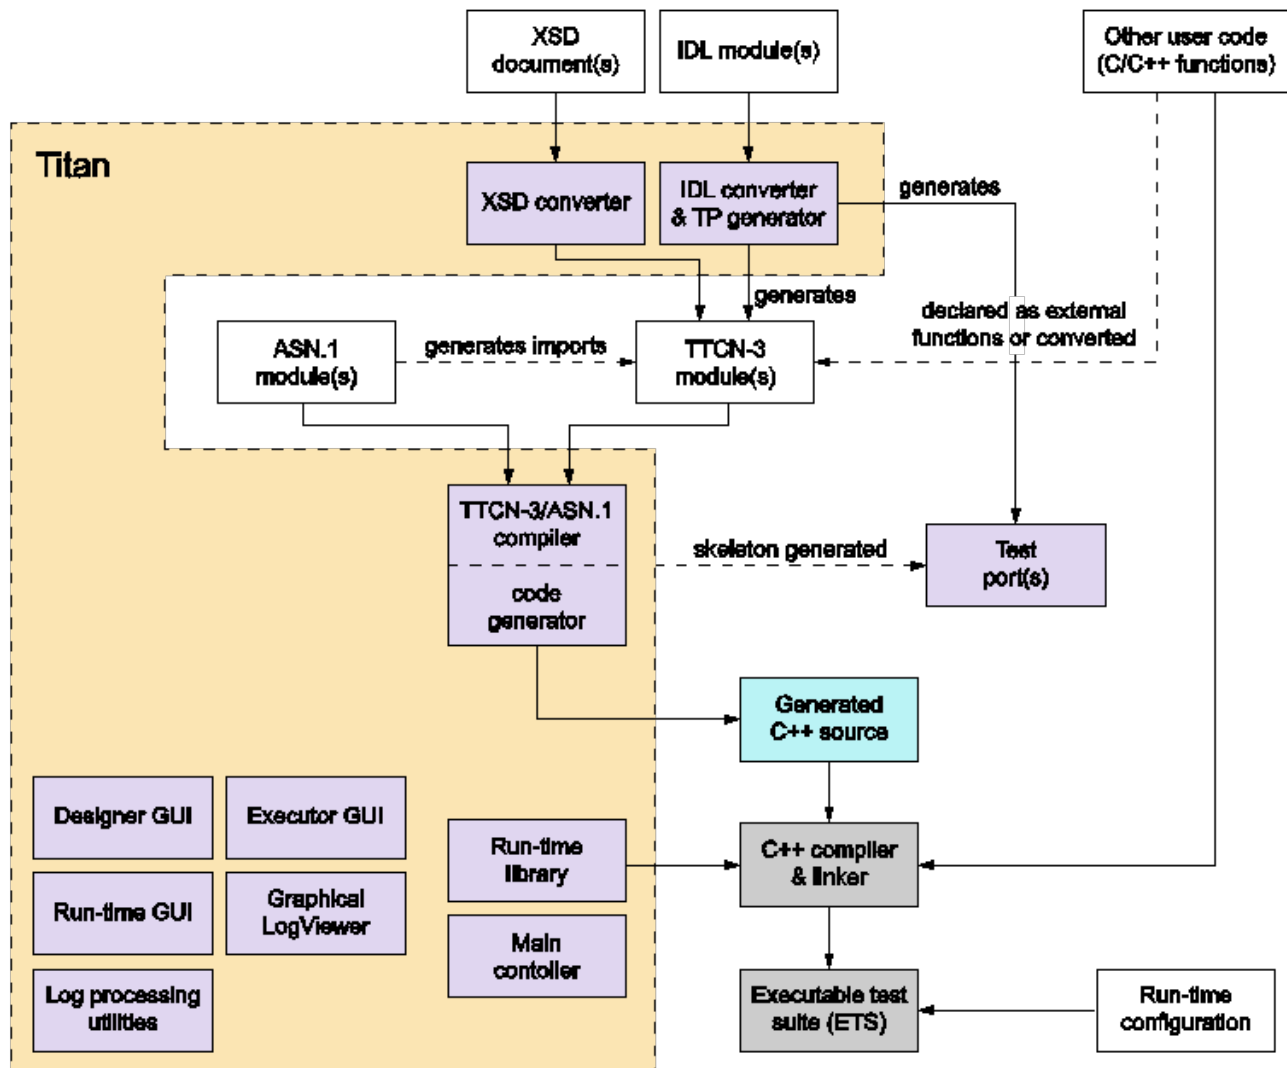 XSD
document(s)
IDL module(s)
Other user code
(C/C++ functions)
Titan
XSD converter
IDL converter
& TP generator
generates
generates
declared as external
functions or converted
ASN.1
module(s)
generates imports
TTCN-3
module(s)
TTCN-3/ASN.1
compiler
code
generator
skeleton generated
Test
port(s)
Generated
C++ source
Designer GUI
Executor GUI
Run-time
library
C++ compiler
& linker
Run-time GUI
Graphical
LogViewer
Main
contoller
Log processing
utilities
Executable test
suite (ETS)
Run-time
configuration